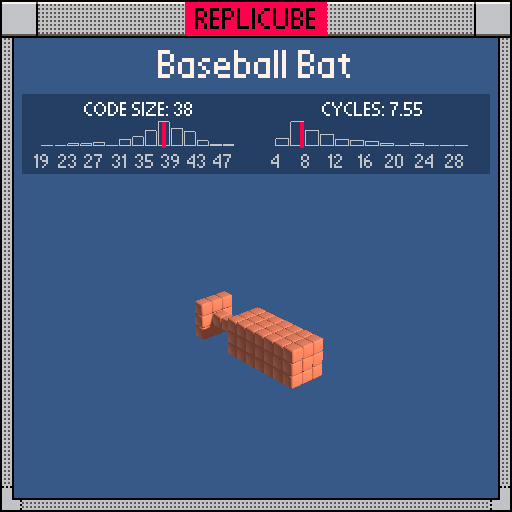 REPLICUBE
Baseball Bat
CODE SIZE: 38 CYCLES: 7.55
19 23 27 31 35 39 43 47 4 8 12 16 20 24 28